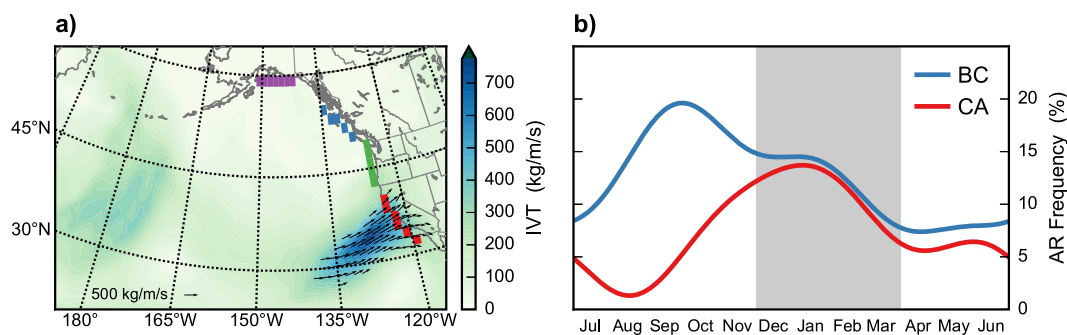 a)
45°N
30°N
500 kg/m/s
180°
165°W
150°W
135°W
120°W
700
600
500
400
300
200
100
0
IVT (kg/m/s)
b)
BC
CA
20
15
10
5
0
AR Frequency (%)
Jul Aug Sep Oct Nov Dec Jan Feb Mar Apr May Jun